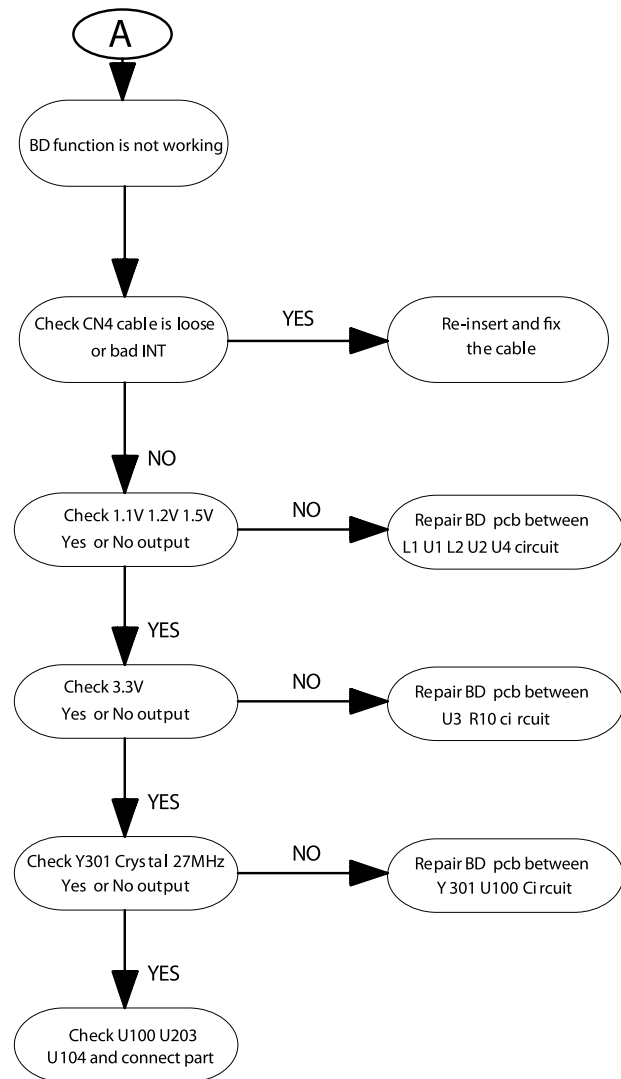 A
BD function is not working
Check CN4 cable is loose
or bad INT
YES
Re-insert and fix
the cable
NO
Check 1.1V 1.2V 1.5V
Yes or No output
NO
Repair BD pcb between
L1 U1 L2 U2 U4 circuit
YES
Check 3.3V
Yes or No output
NO
Repair BD pcb between
U3 R10 ci rcuit
YES
Check Y301 Crystal 27MHz
Yes or No output
NO
Repair BD pcb between
Y 301 U100 Circuit
YES
Check U100 U203
U104 and connect part